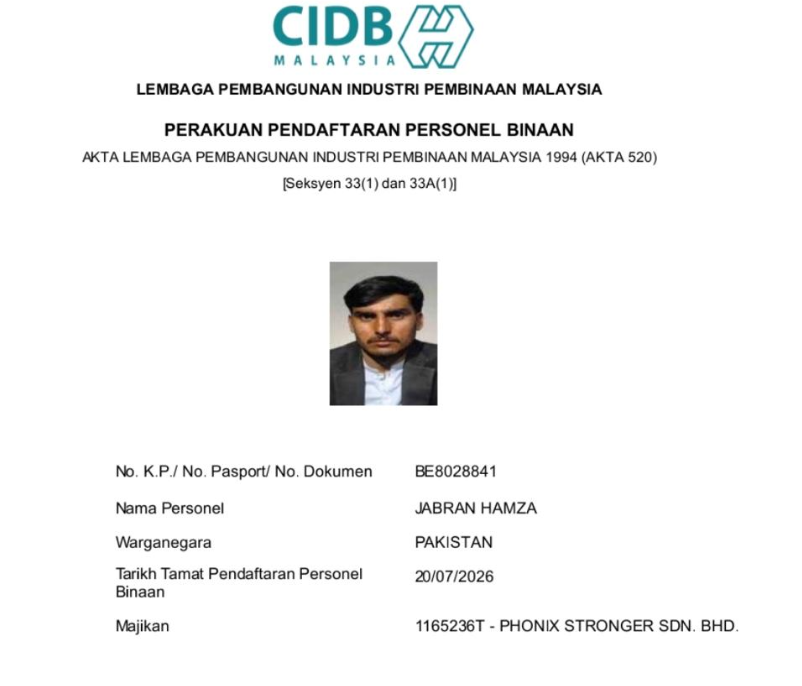 CIDB
MALAYSIA
LEMBAGA PEMBANGUNAN INDUSTRI PEMBINAAN MALAYSIA
PERAKUAN PENDAFTARAN PERSONEL BINAAN
AKTA LEMBAGA PEMBANGUNAN INDUSTRI PEMBINAAN MALAYSIA 1994 (AKTA 520)
[Seksyen 33(1) dan 33A(1)]
No. K.P./ No. Pasport/ No. Dokumen BE8028841
Nama Personel JABRAN HAMZA
Warganegara PAKISTAN
Tarikh Tamat Pendaftaran Personel 20/07/2026
Binaan
Majikan 1165236T - PHONIX STRONGER SDN. BHD.